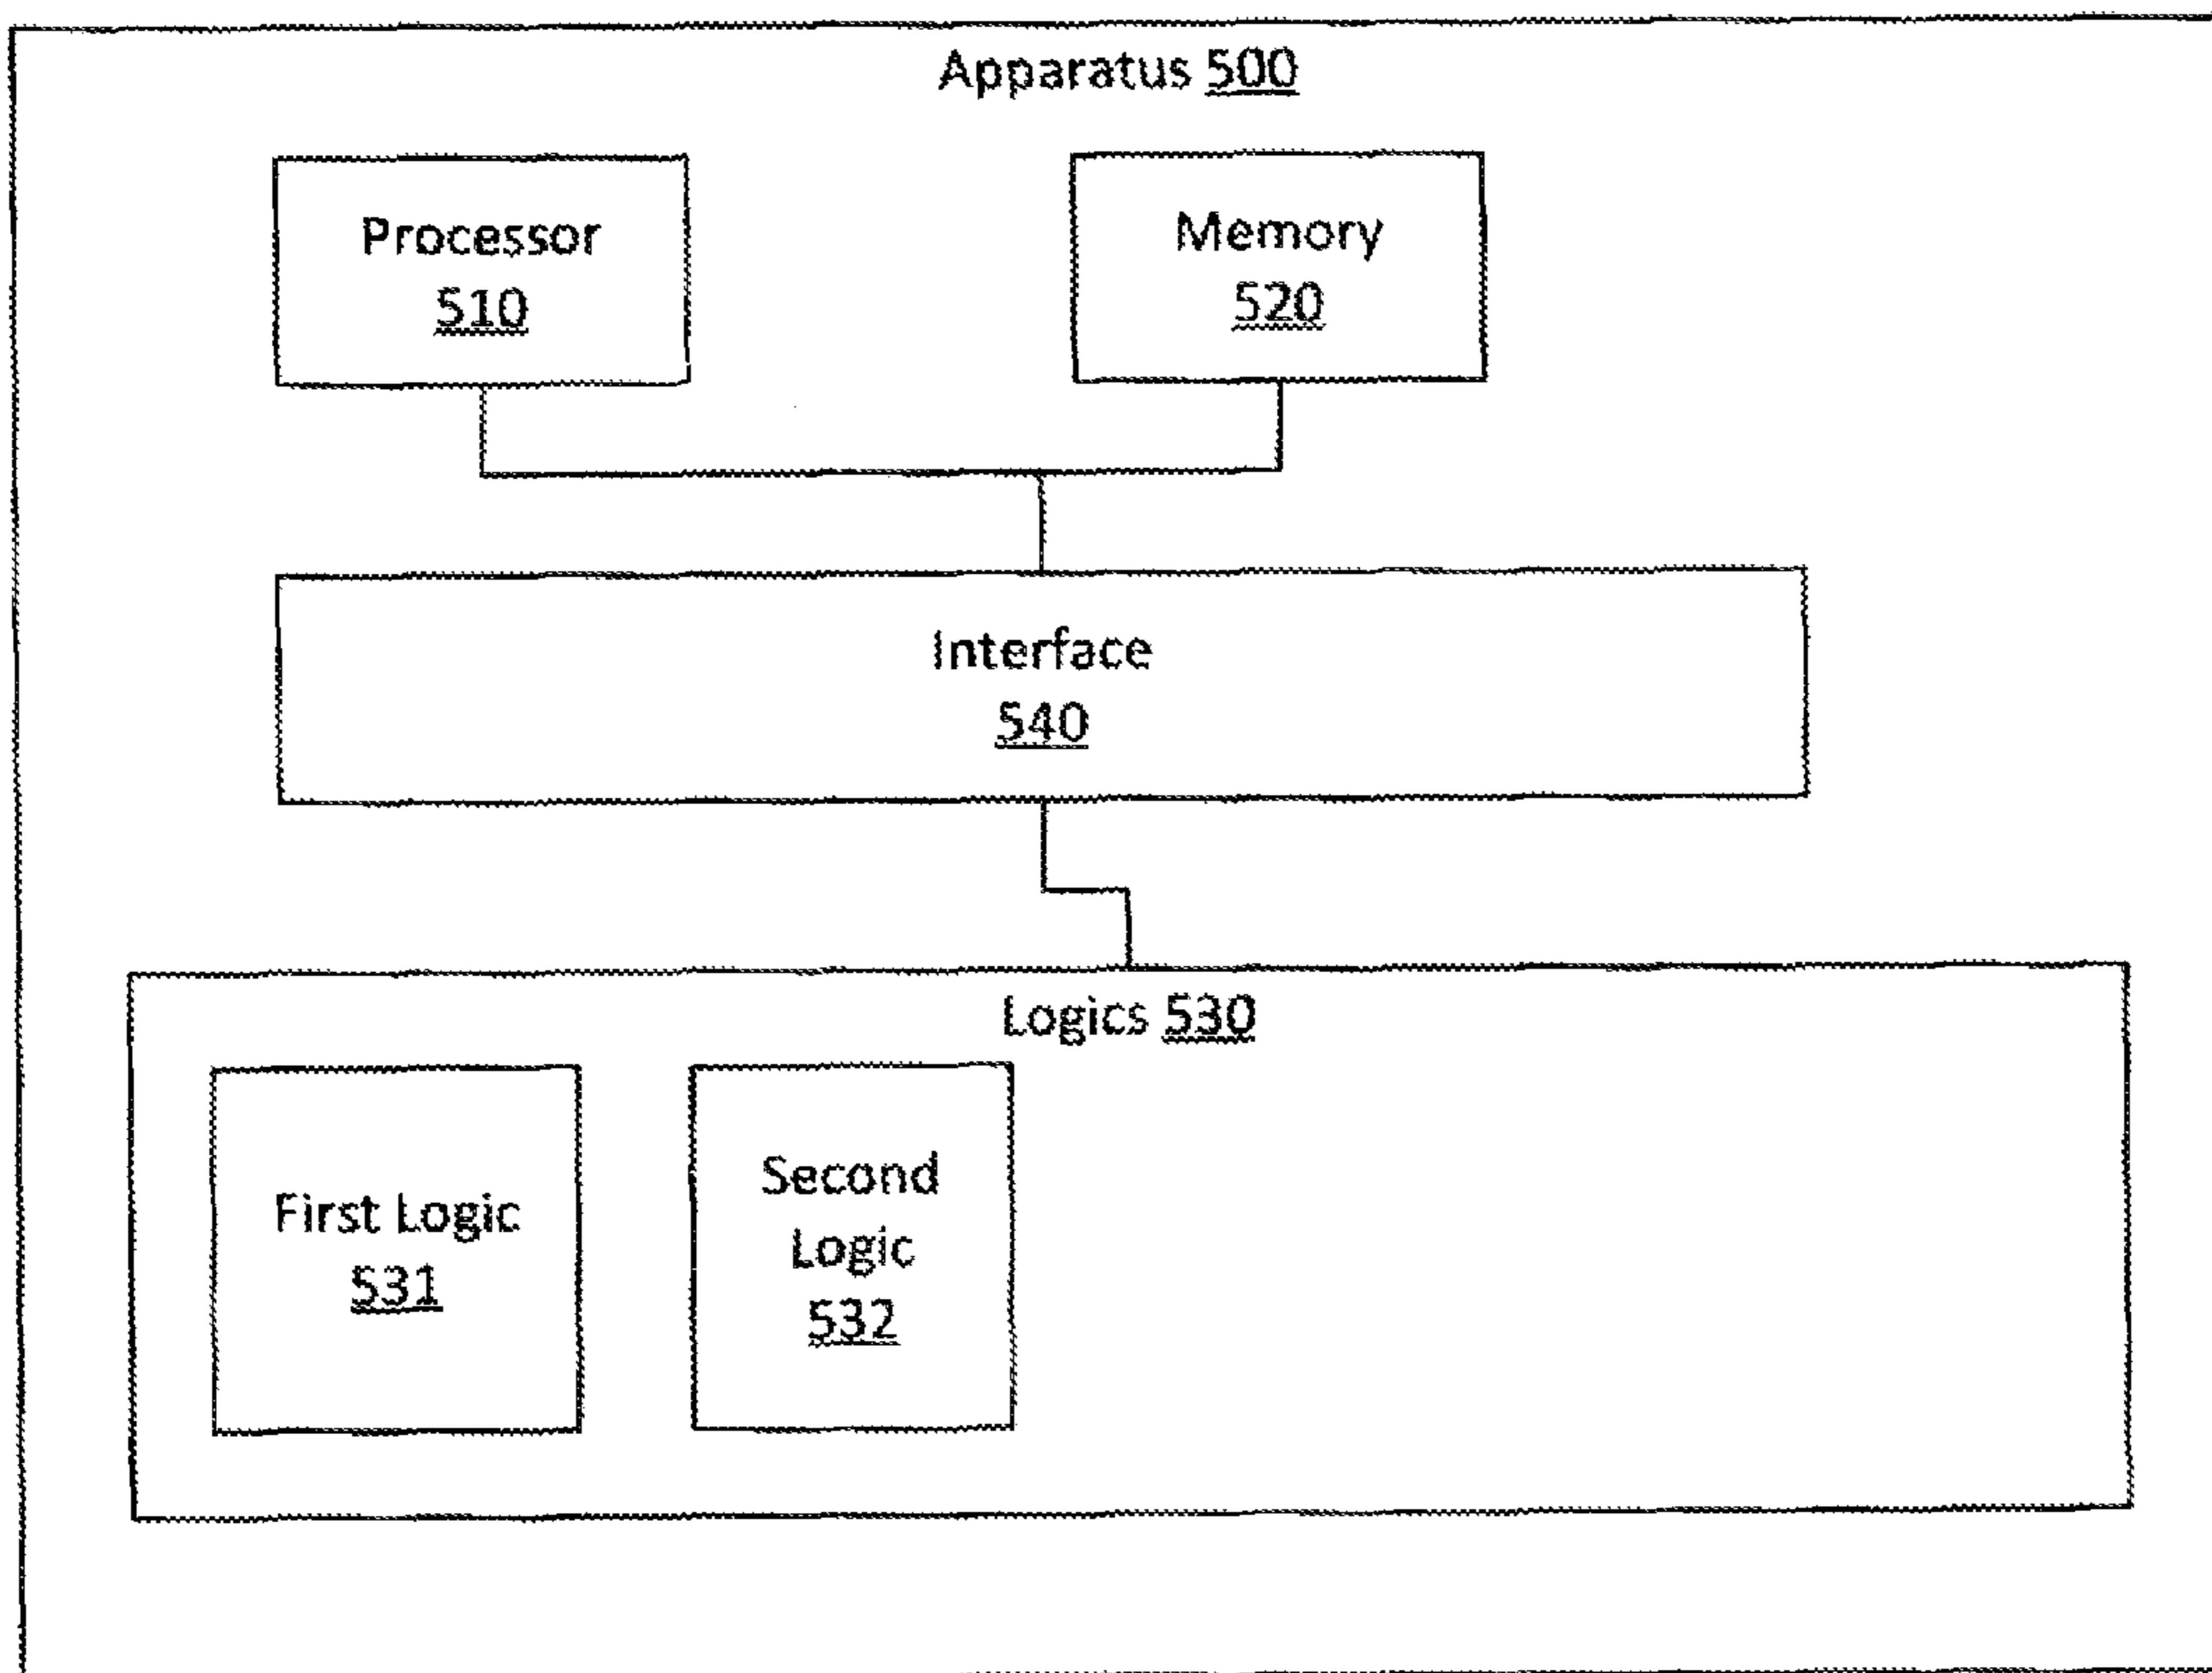 Apparatus 500
Processor
510
Memory
520
Interface
540
Logics 530
First Logic
531
Second
Logic
532